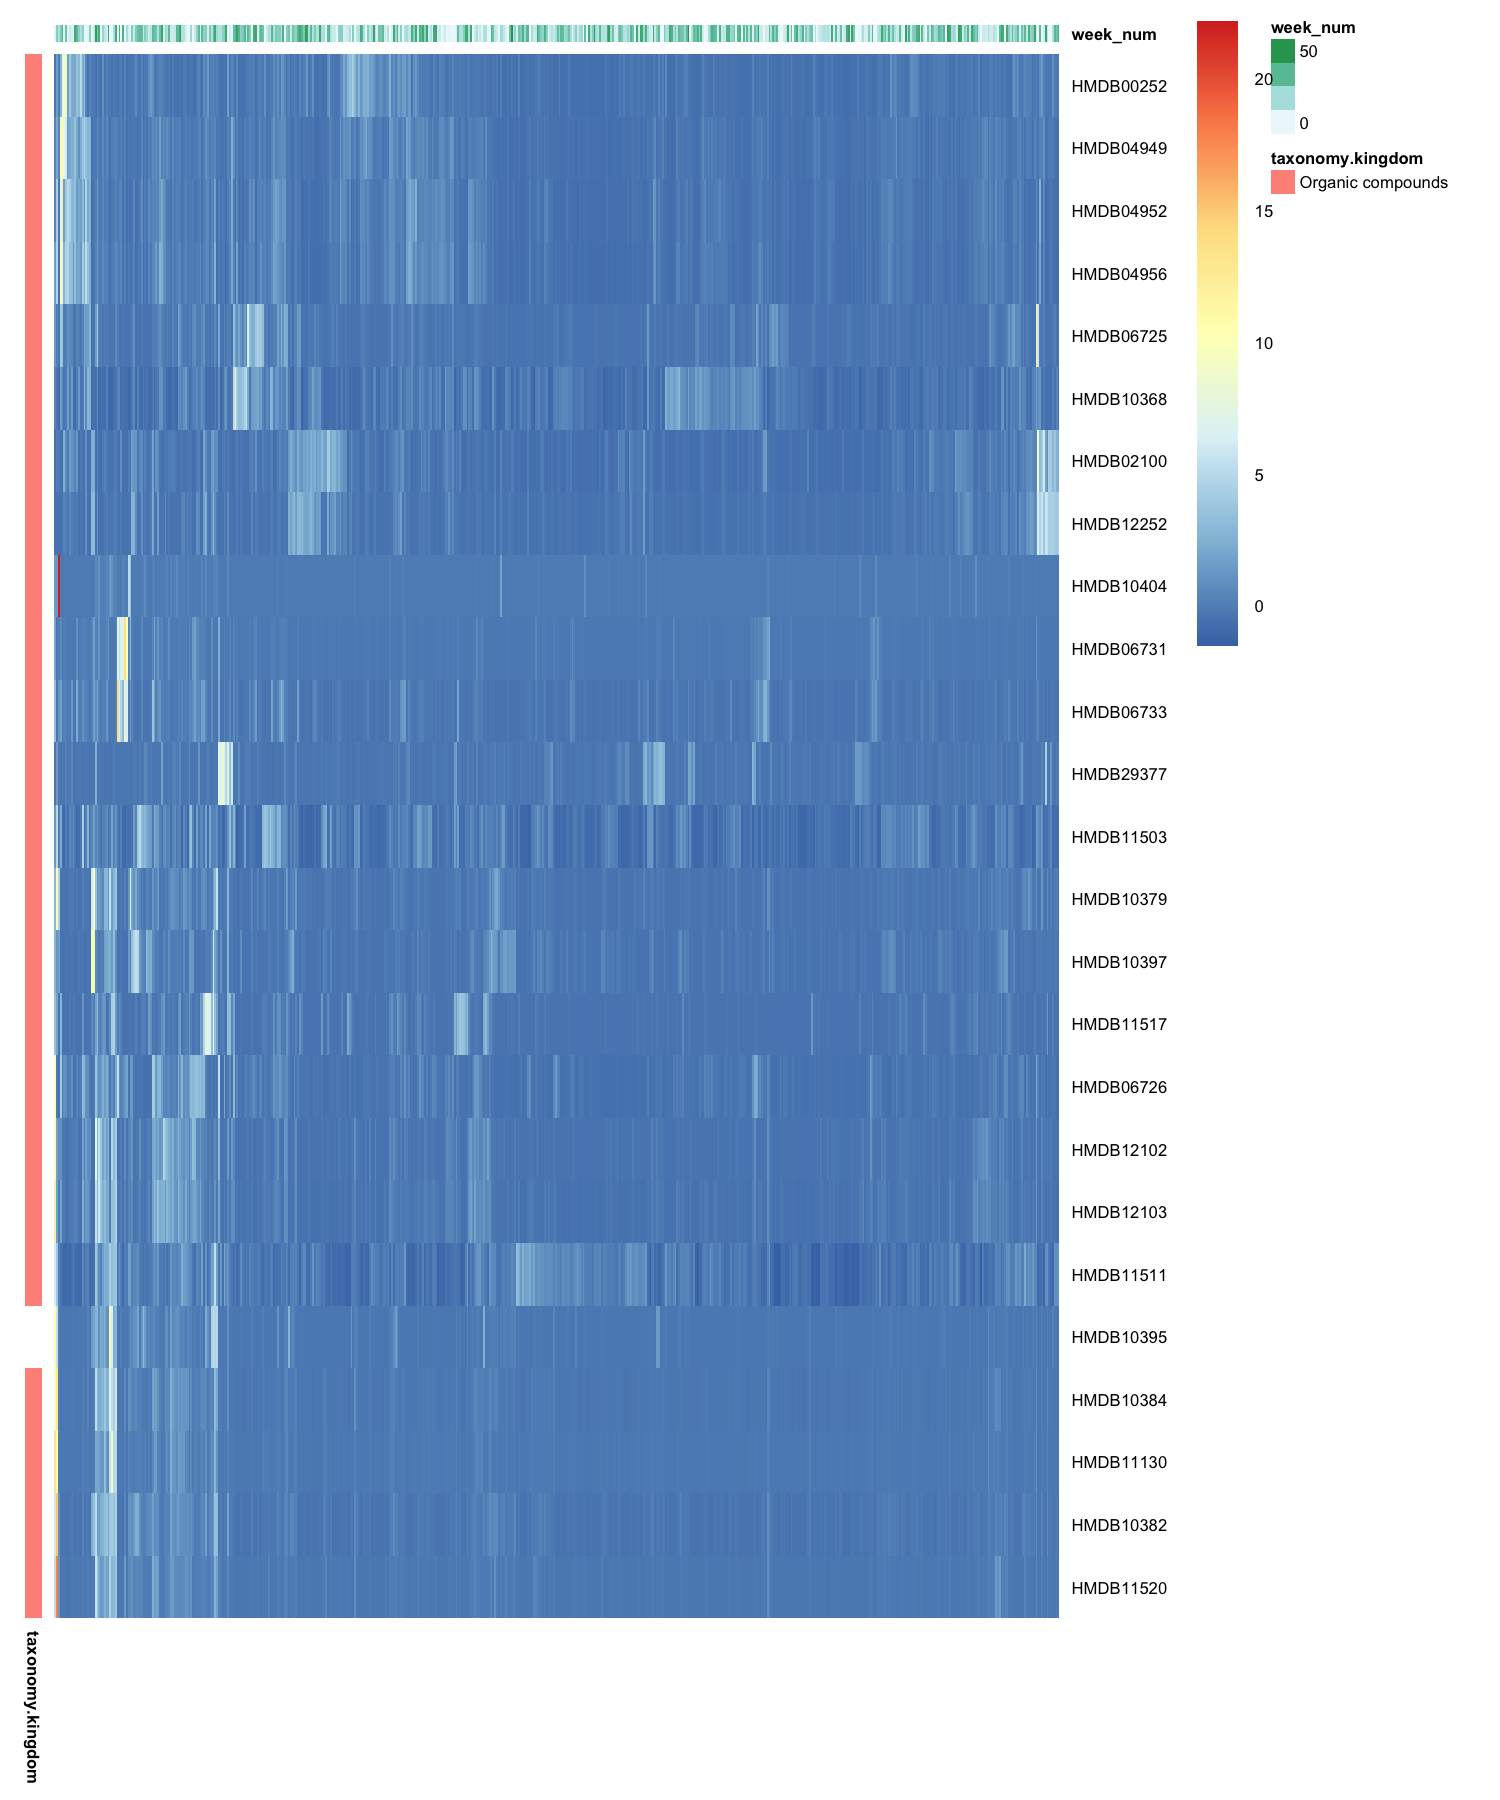 week_num
HMDB00252
HMDB04949
HMDB04952
HMDB04956
HMDB06725
HMDB10368
HMDB02100
HMDB12252
HMDB10404
HMDB06731
HMDB06733
HMDB29377
HMDB11503
HMDB10379
HMDB10397
HMDB11517
HMDB06726
HMDB12102
HMDB12103
HMDB11511
HMDB10395
HMDB10384
HMDB11130
HMDB10382
HMDB11520
taxonomy.kingdom
20
15
10
5
0
week_num
50
0
taxonomy.kingdom
Organic compounds